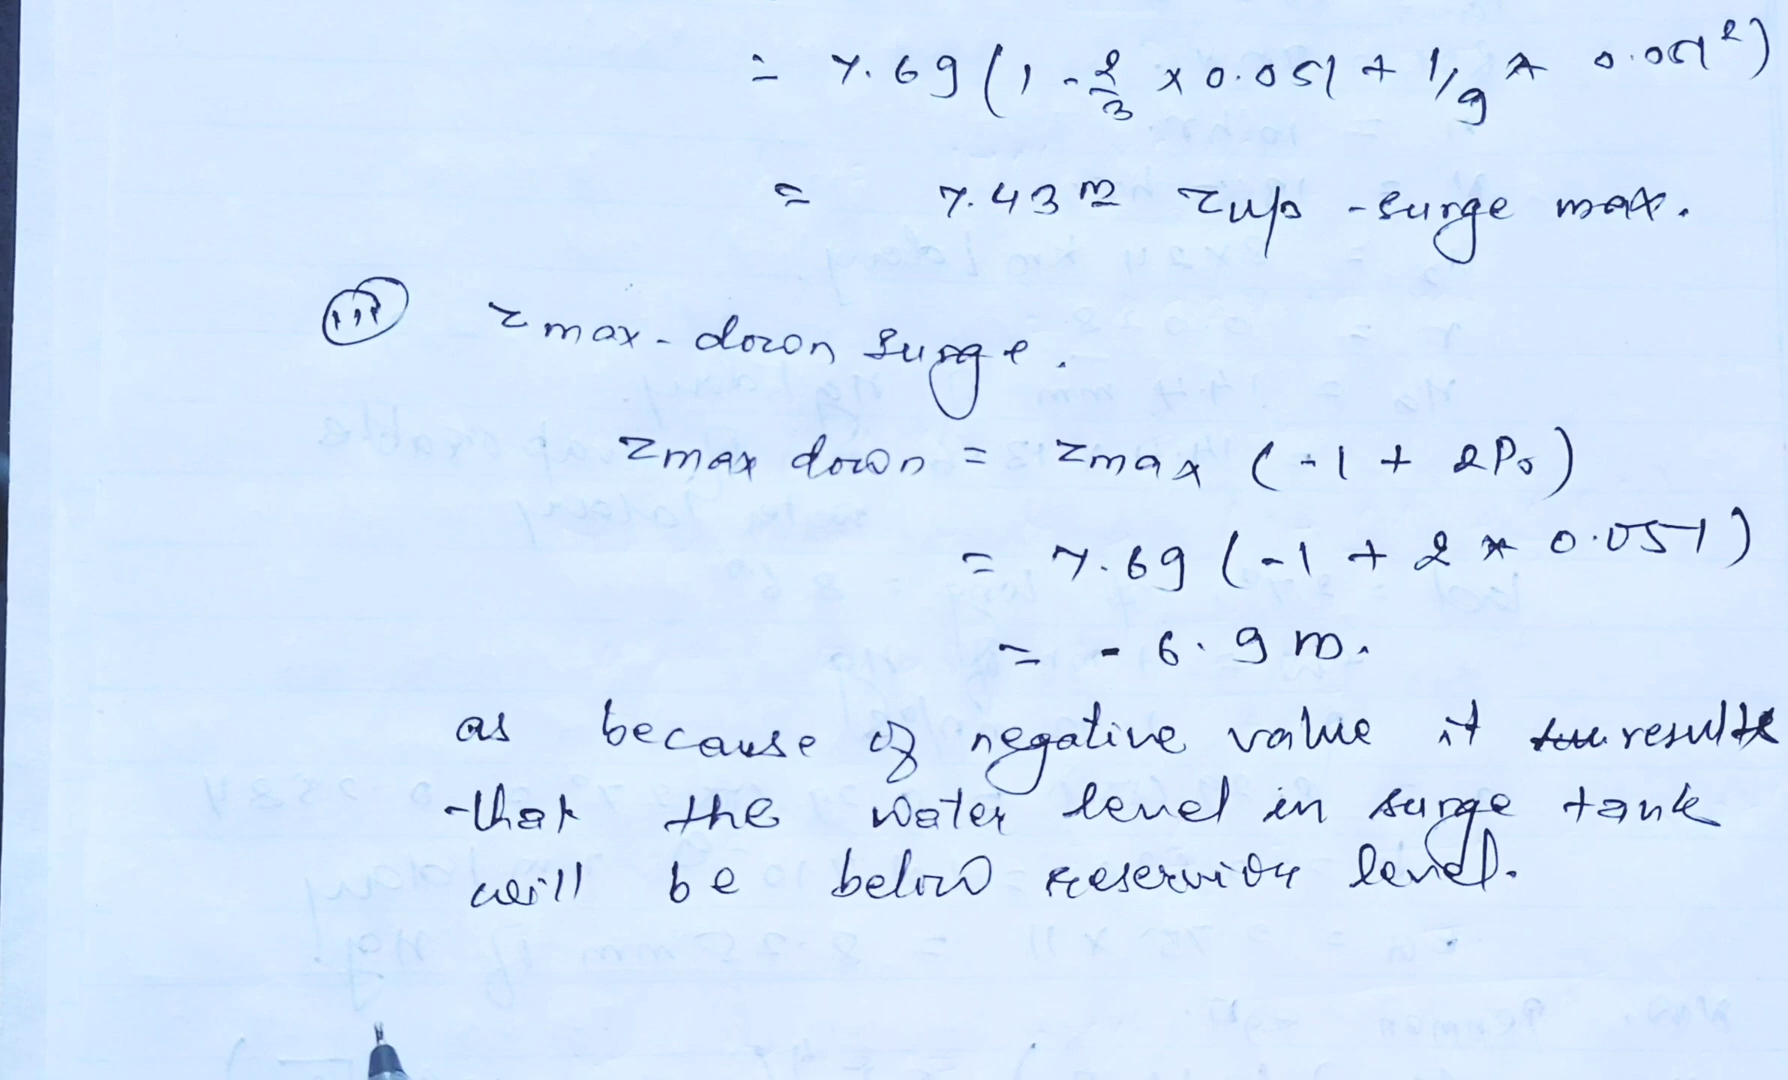 = 7.69 (1 - 2/3 x 0.051 + 1/9 * 0.051²)
= 7.43 m zup - surge max.
(iii) z max - down surge.
zmax down = zmax (-1 + 2P₀)
= 7.69 (-1 + 2 * 0.051)
= - 6.9 m.
as because of negative value it results
that the water level in surge tank
will be below reservior level.